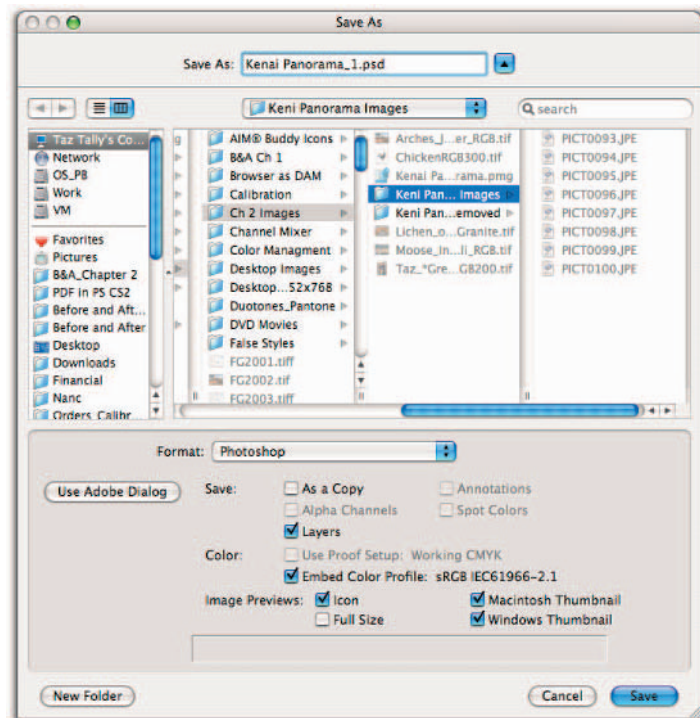 Save As
Save As: Kenai Panorama_1.psd
Keni Panorama Images
search
Taz Tally's Co...
Network
OS_PB
Work
VM
Favorites
Pictures
B&A_Chapter 2
PDF in PS CS2
Before and Aft...
Before and After
Desktop
Downloads
Financial
Nanc
Orders Calibr
g
AIM® Buddy Icons
B&A Ch 1
Browser as DAM
Calibration
Ch 2 Images
Channel Mixer
Color Managment
Desktop Images
Desktop...52x768
Duotones_Pantone
DVD Movies
False Styles
FG2001.tiff
FG2002.tif
FG2003.tiff
Arches_J...er_RGB.tif
ChickenRGB300.tif
Kenai Pa...rama.pmg
Keni Pan... Images
Keni Pan...emoved
Lichen_o...Granite.tif
Moose_In...li_RGB.tif
Taz_*Gre...GB200.tif
PICT0093.JPE
PICT0094.JPE
PICT0095.JPE
PICT0096.JPE
PICT0097.JPE
PICT0098.JPE
PICT0099.JPE
PICT0100.JPE
Format: Photoshop
Use Adobe Dialog
Save: As a Copy Annotations
Alpha Channels Spot Colors
Layers
Color: Use Proof Setup: Working CMYK
Embed Color Profile: sRGB IEC61966-2.1
Image Previews: Icon Macintosh Thumbnail
Full Size Windows Thumbnail
New Folder Cancel Save